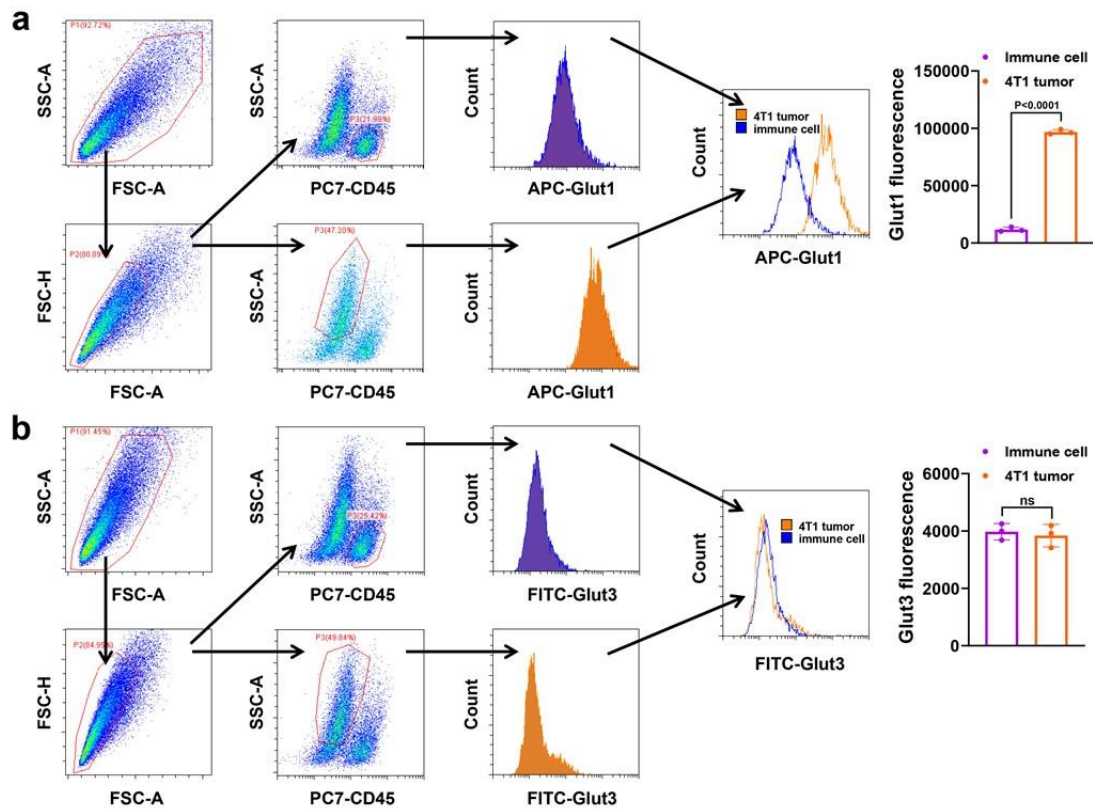 a
P1(92.72%)
SSC-A
FSC-A
SSC-A
P3(21.99%)
PC7-CD45
Count
APC-Glut1
FSC-H
FSC-A
SSC-A
P3(47.20%)
PC7-CD45
Count
APC-Glut1
4T1 tumor
immune cell
Count
APC-Glut1
Immune cell
4T1 tumor
150000
P<0.0001
100000
50000
0
Glut1 fluorescence
b
P1(91.45%)
SSC-A
FSC-A
SSC-A
P3(25.42%)
PC7-CD45
Count
FITC-Glut3
P2(84.95%)
FSC-H
FSC-A
SSC-A
P3(49.84%)
PC7-CD45
Count
FITC-Glut3
4T1 tumor
immune cell
Count
FITC-Glut3
Immune cell
4T1 tumor
6000
ns
4000
2000
0
Glut3 fluorescence